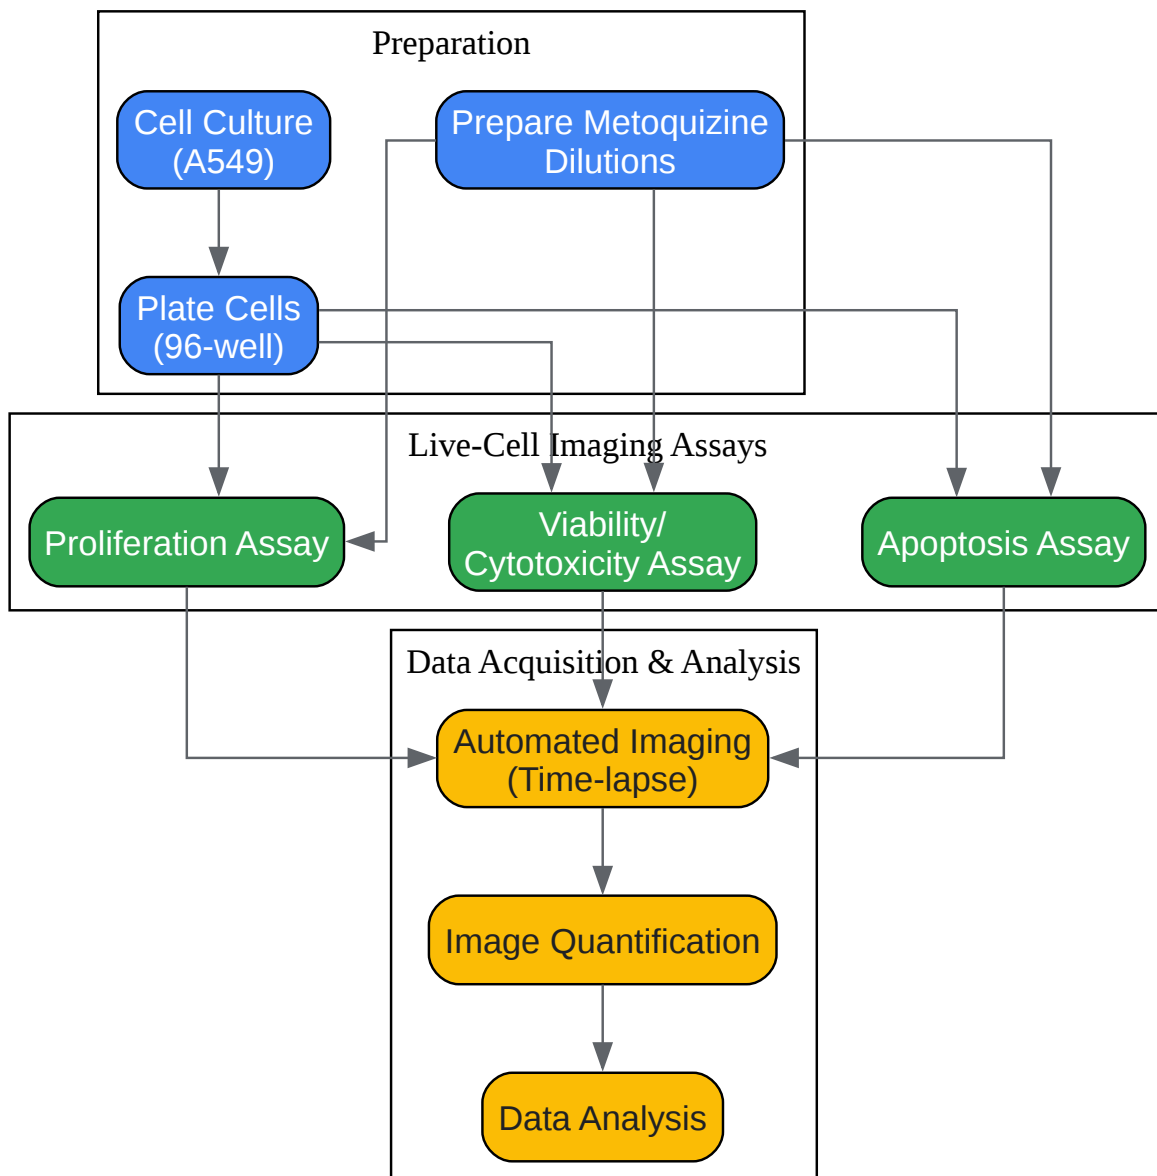 Preparation
Cell Culture
(A549)
Prepare Metoquizine
Dilutions
Plate Cells
(96-well)
Live-Cell Imaging Assays
Proliferation Assay
Viability/
Cytotoxicity Assay
Apoptosis Assay
Data Acquisition & Analysis
Automated Imaging
(Time-lapse)
Image Quantification
Data Analysis